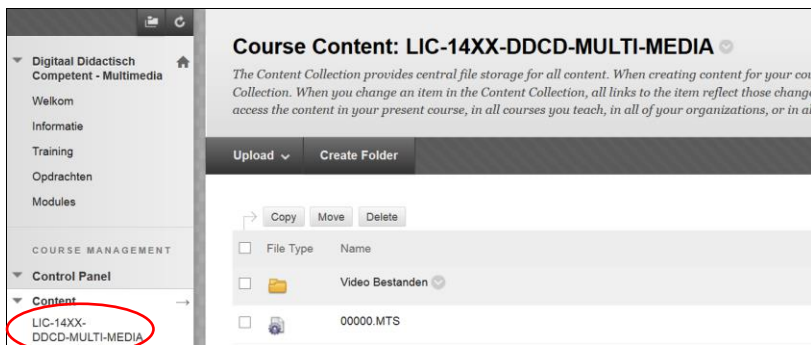 Digitaal Didactisch
Competent - Multimedia
Welkom
Informatie
Training
Opdrachten
Modules
COURSE MANAGEMENT
Control Panel
Content
LIC-14XX-
DDCD-MULTI-MEDIA
Course Content: LIC-14XX-DDCD-MULTI-MEDIA
The Content Collection provides central file storage for all content. When creating content for your
Collection. When you change an item in the Content Collection, all links to the item reflect those
access the content in your present course, in all courses you teach, in all of your organizations, or in
Upload Create Folder
Copy Move Delete
File Type Name
Video Bestanden
00000.MTS